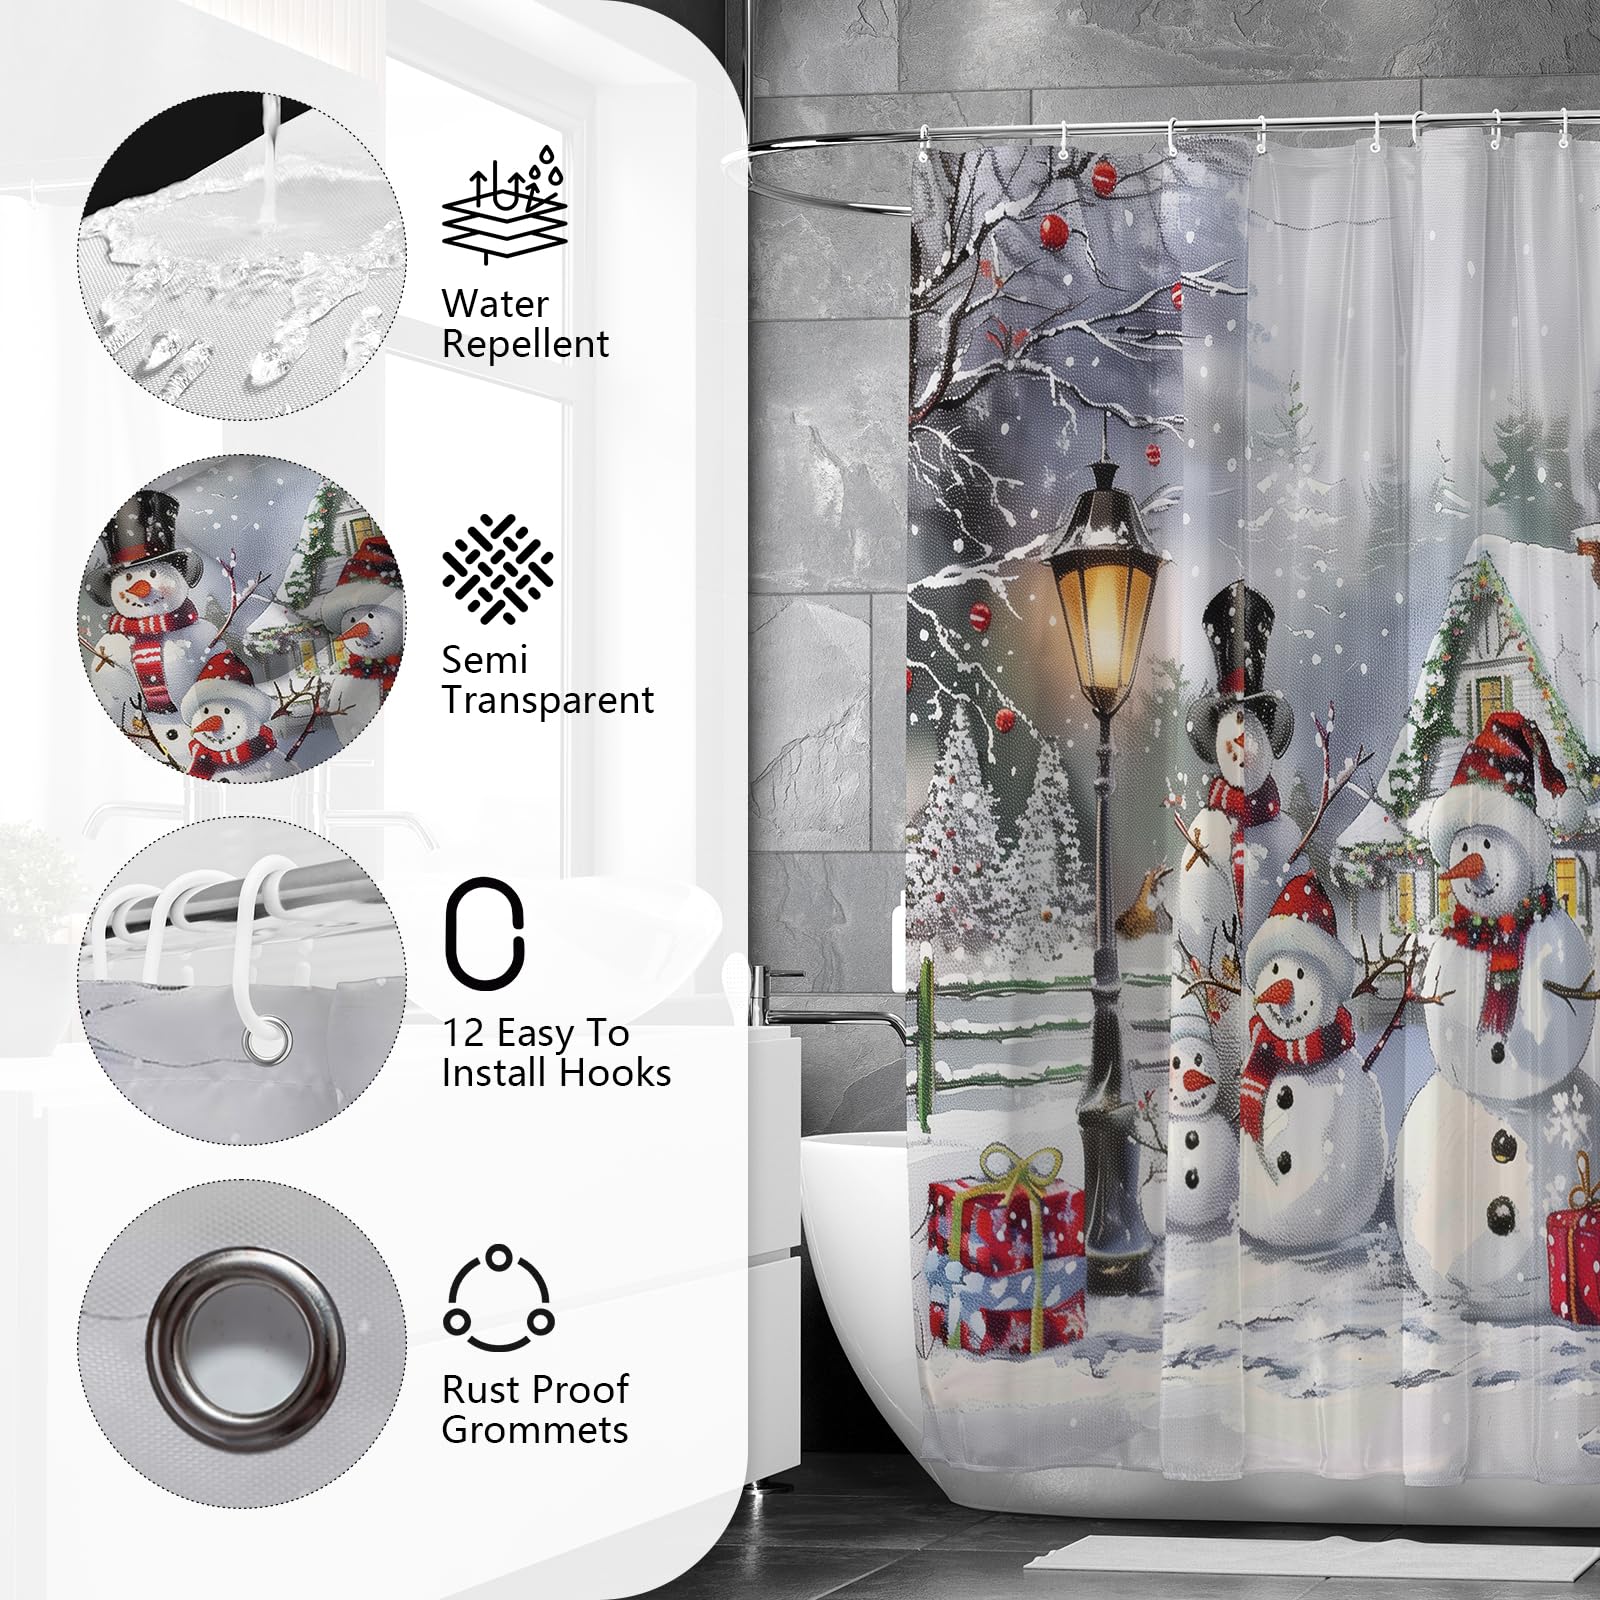 Water
Repellent
Semi
Transparent
12 Easy To
Install Hooks
Rust Proof
Grommets